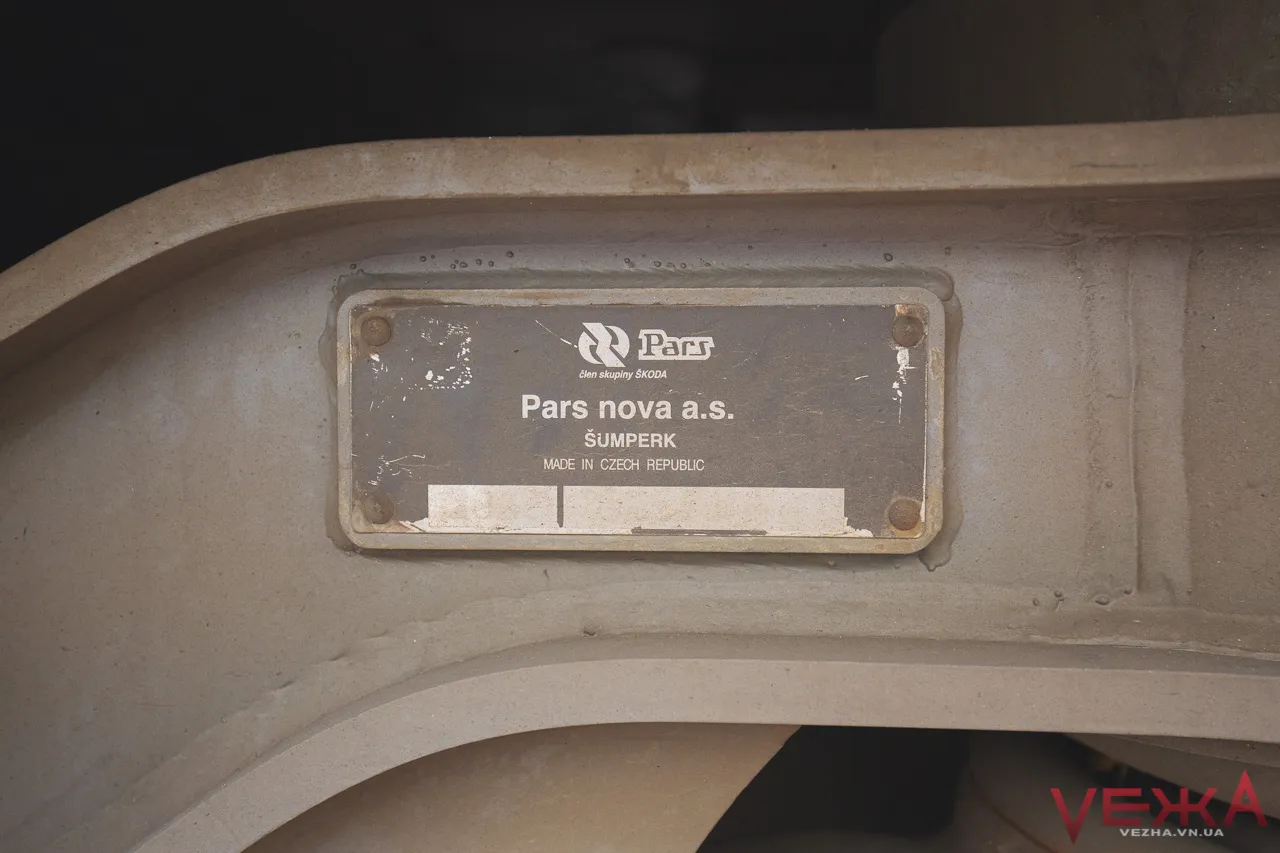 Pars
člen skupiny ŠKODA
Pars nova a.s.
ŠUMPERK
MADE IN CZECH REPUBLIC
VEЖA
VEZHA.VN.UA